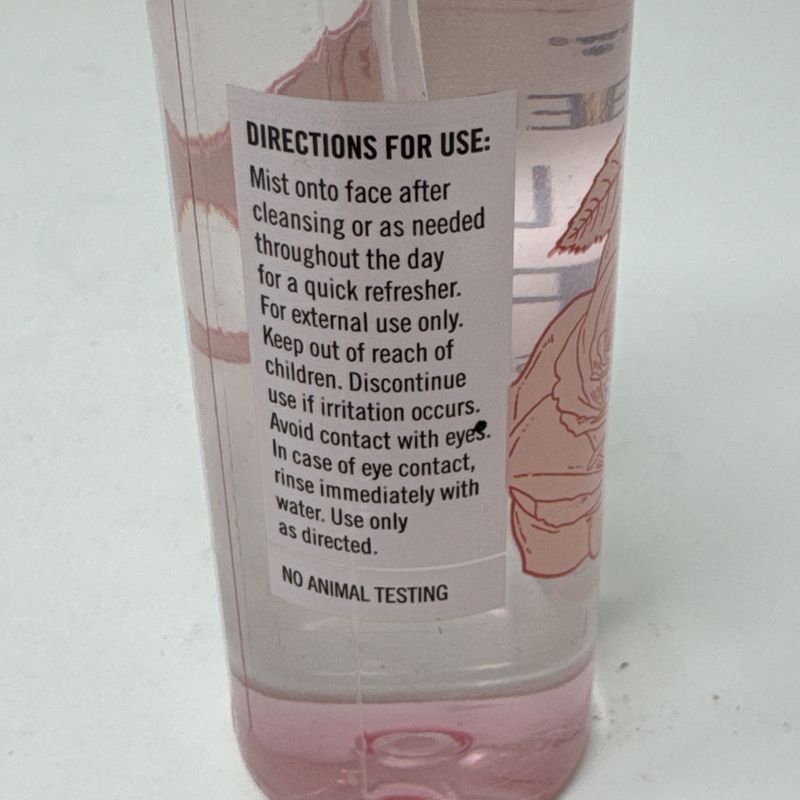 DIRECTIONS FOR USE:
Mist onto face after
cleansing or as needed
throughout the day
for a quick refresher.
For external use only.
Keep out of reach of
children. Discontinue
use if irritation occurs.
Avoid contact with eyes.
In case of eye contact,
rinse immediately with
water. Use only
as directed.
NO ANIMAL TESTING